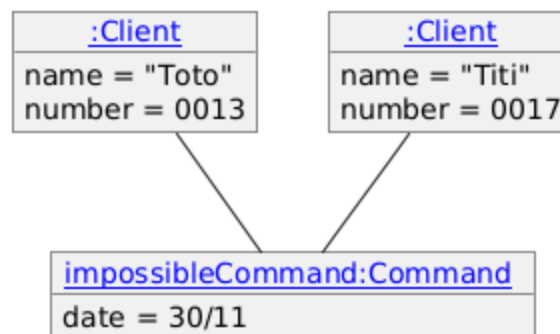 :Client
name = "Toto"
number = 0013
:Client
name = "Titi"
number = 0017
impossibleCommand:Command
date = 30/11